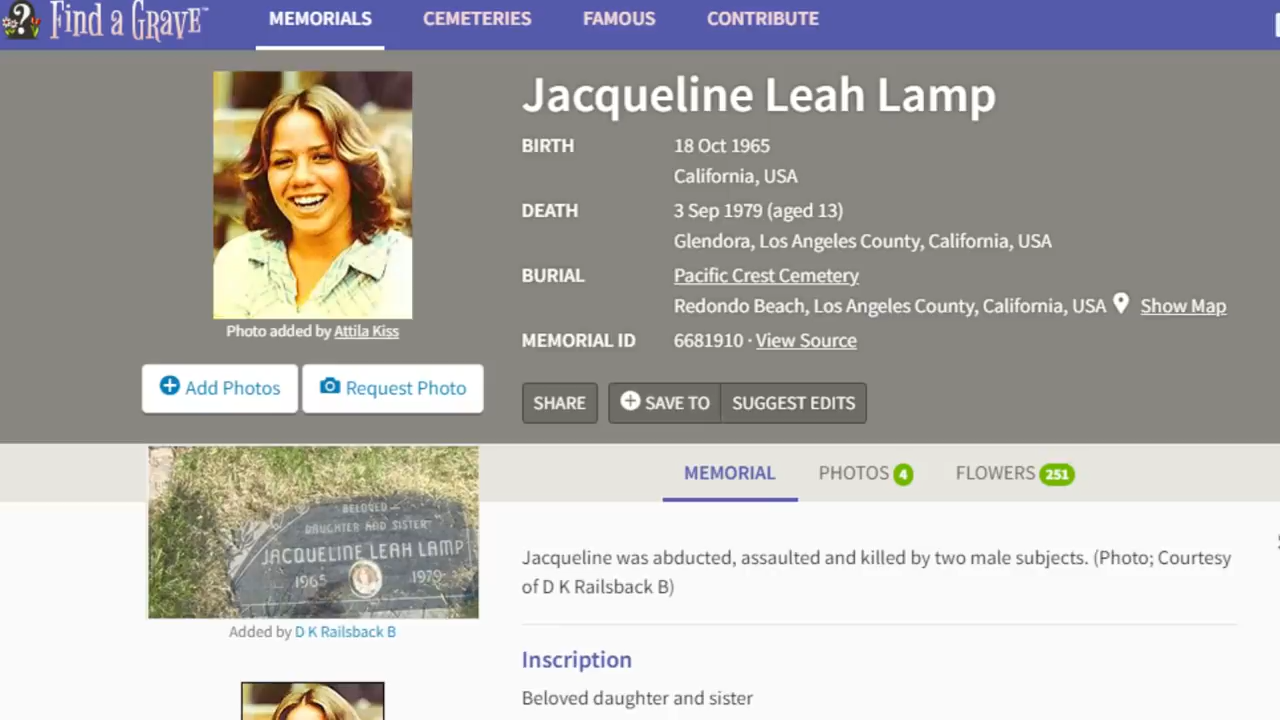 Find a Grave™
MEMORIALS
CEMETERIES
FAMOUS
CONTRIBUTE
Photo added by Attila Kiss
Add Photos
Request Photo
Jacqueline Leah Lamp
BIRTH 18 Oct 1965
California, USA
DEATH 3 Sep 1979 (aged 13)
Glendora, Los Angeles County, California, USA
BURIAL Pacific Crest Cemetery
Redondo Beach, Los Angeles County, California, USA Show Map
MEMORIAL ID 6681910 · View Source
SHARE
SAVE TO
SUGGEST EDITS
MEMORIAL
PHOTOS 4
FLOWERS 251
BELOVED
DAUGHTER AND SISTER
JACQUELINE LEAH LAMP
1965 1979
Added by D K Railsback B
Jacqueline was abducted, assaulted and killed by two male subjects. (Photo; Courtesy
of D K Railsback B)
Inscription
Beloved daughter and sister